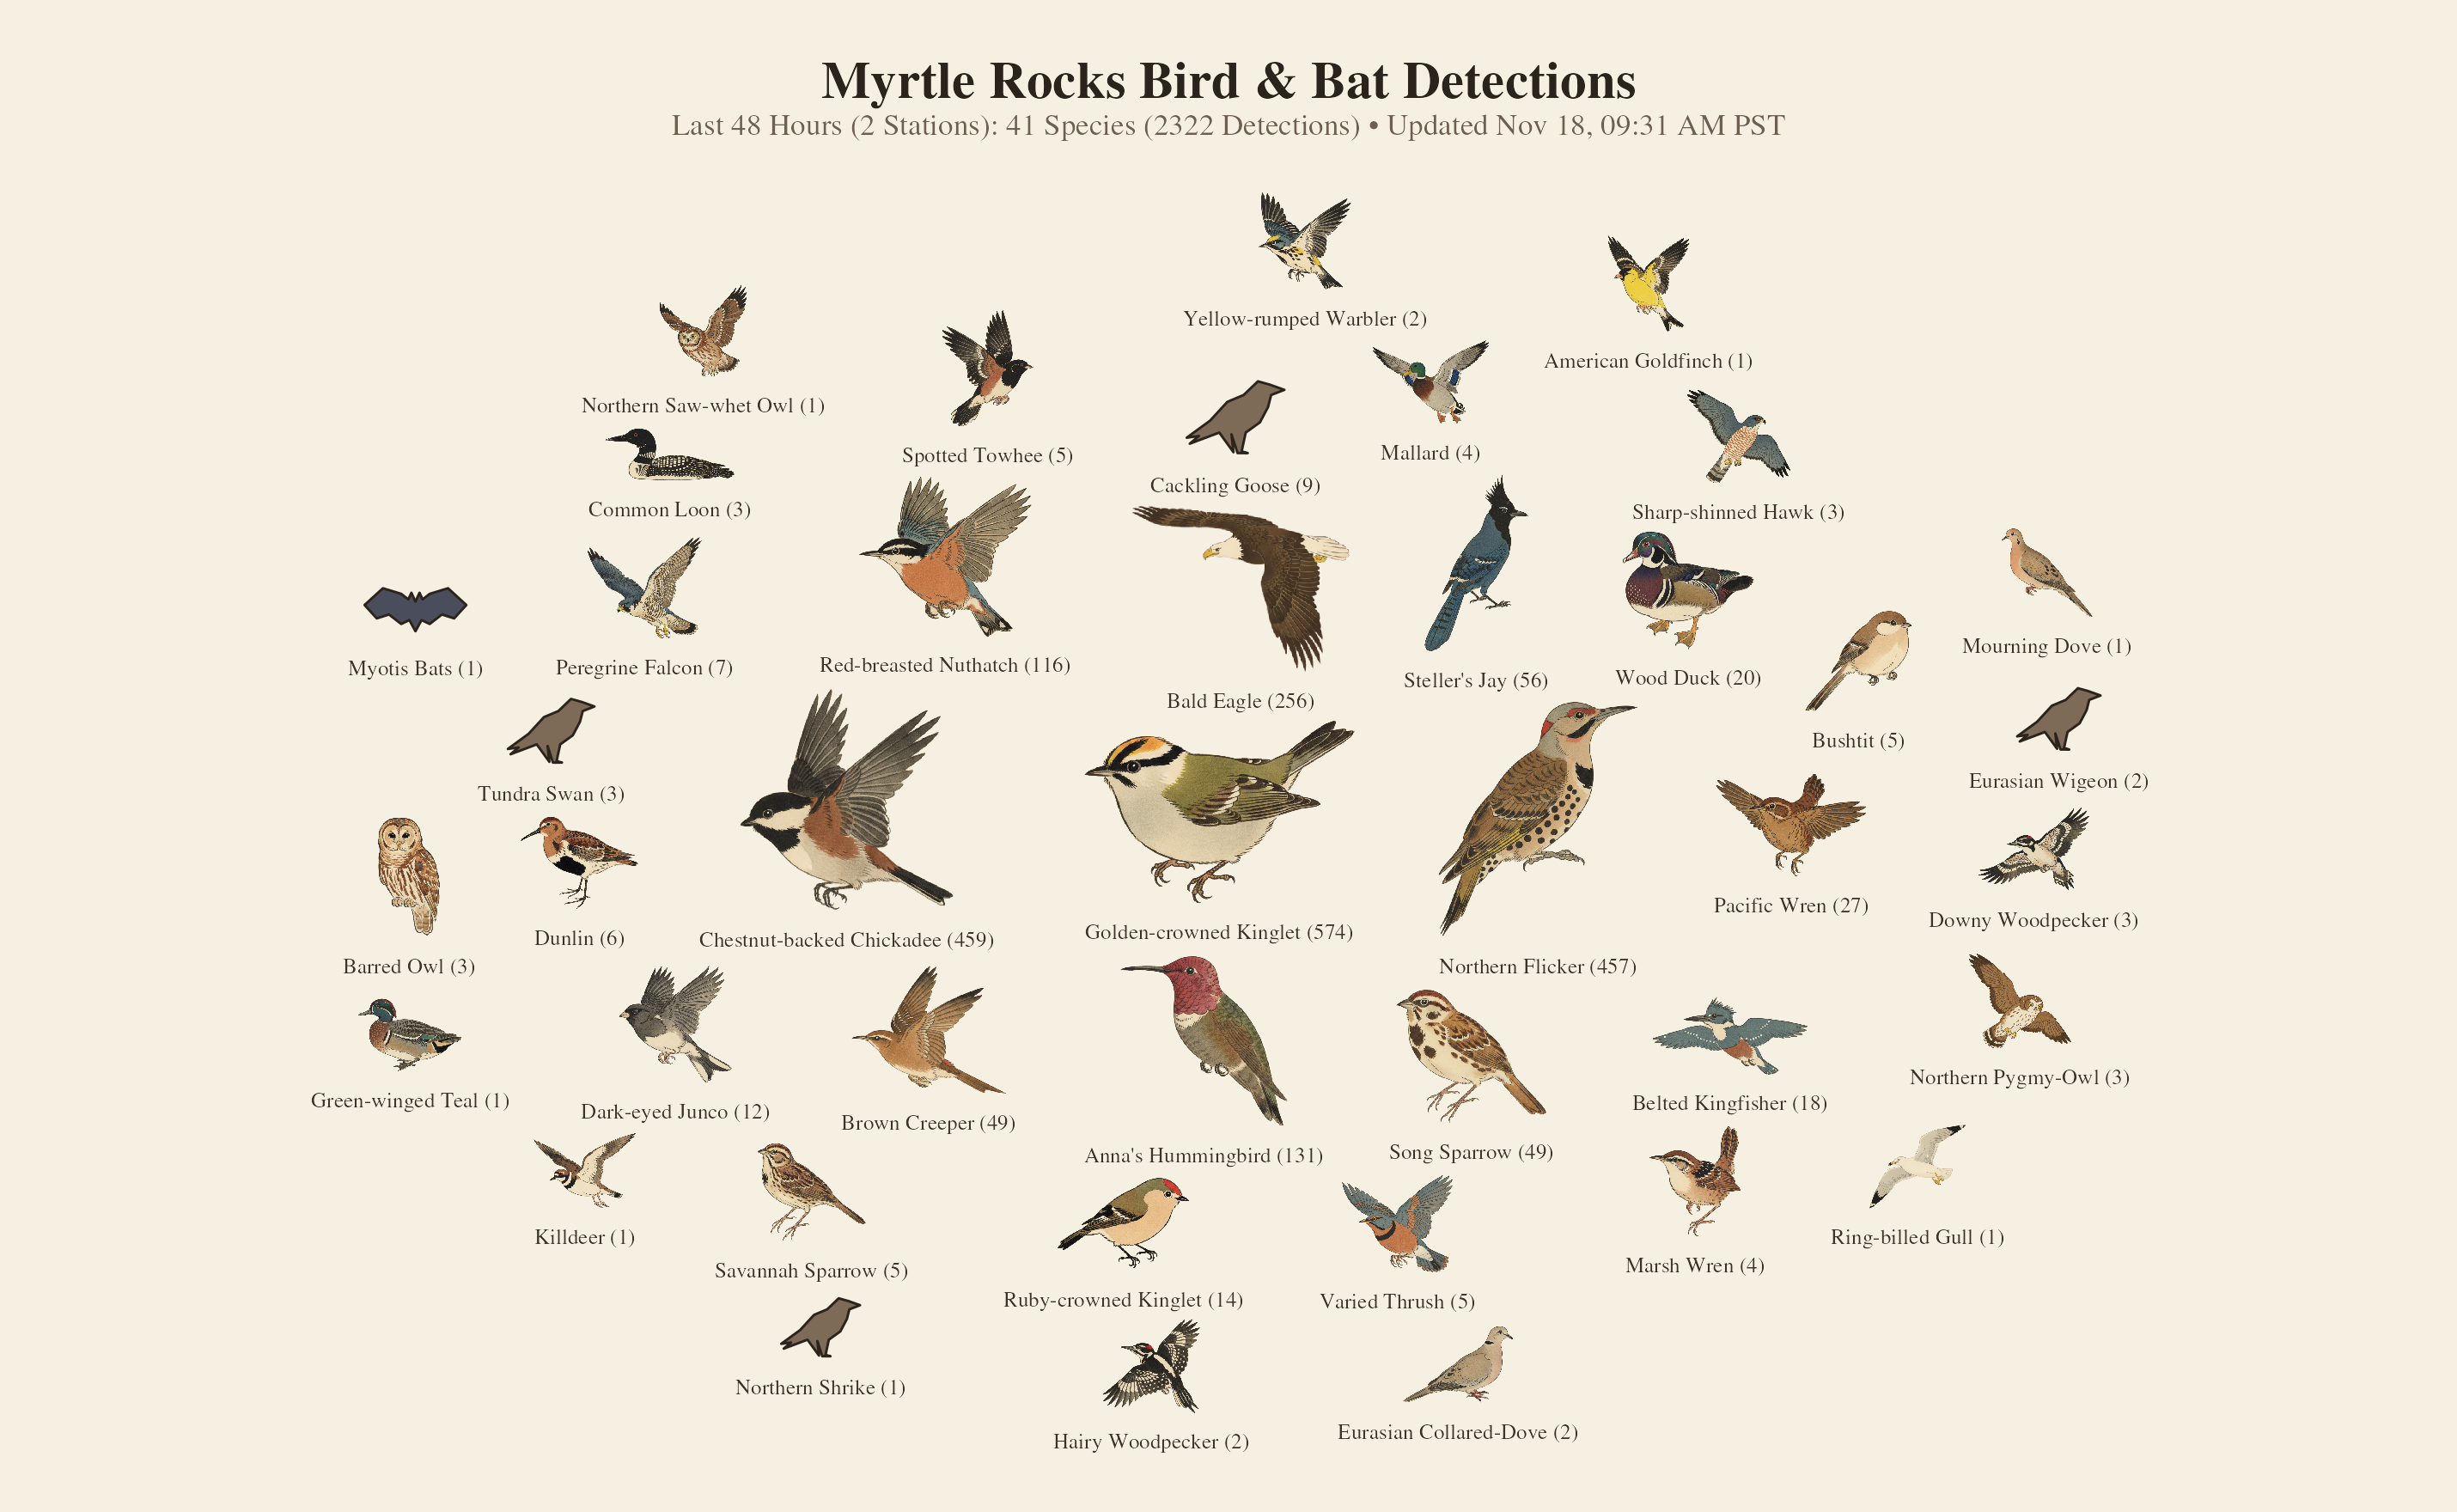 Myrtle Rocks Bird & Bat Detections
Last 48 Hours (2 Stations): 41 Species (2322 Detections) • Updated Nov 18, 09:31 AM PST
Yellow-rumped Warbler (2)
American Goldfinch (1)
Northern Saw-whet Owl (1)
Spotted Towhee (5)
Mallard (4)
Cackling Goose (9)
Common Loon (3)
Sharp-shinned Hawk (3)
Mourning Dove (1)
Myotis Bats (1)
Peregrine Falcon (7)
Red-breasted Nuthatch (116)
Bald Eagle (256)
Steller's Jay (56)
Wood Duck (20)
Bushtit (5)
Eurasian Wigeon (2)
Tundra Swan (3)
Pacific Wren (27)
Downy Woodpecker (3)
Dunlin (6)
Chestnut-backed Chickadee (459)
Golden-crowned Kinglet (574)
Barred Owl (3)
Northern Flicker (457)
Northern Pygmy-Owl (3)
Green-winged Teal (1)
Dark-eyed Junco (12)
Brown Creeper (49)
Belted Kingfisher (18)
Anna's Hummingbird (131)
Song Sparrow (49)
Killdeer (1)
Ring-billed Gull (1)
Savannah Sparrow (5)
Marsh Wren (4)
Ruby-crowned Kinglet (14)
Varied Thrush (5)
Northern Shrike (1)
Hairy Woodpecker (2)
Eurasian Collared-Dove (2)